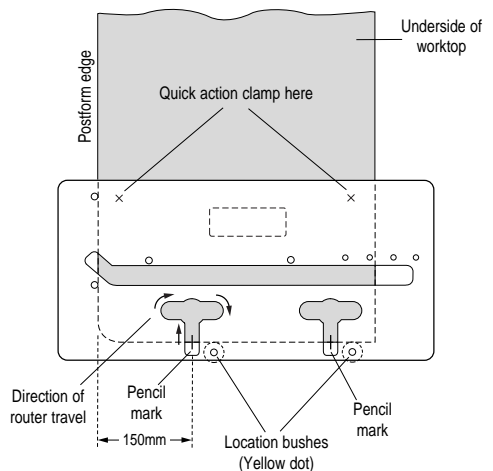 Underside of
worktop
Postform edge
Quick action clamp here
Direction of
router travel
Pencil
mark
150mm
Location bushes
(Yellow dot)
Pencil
mark